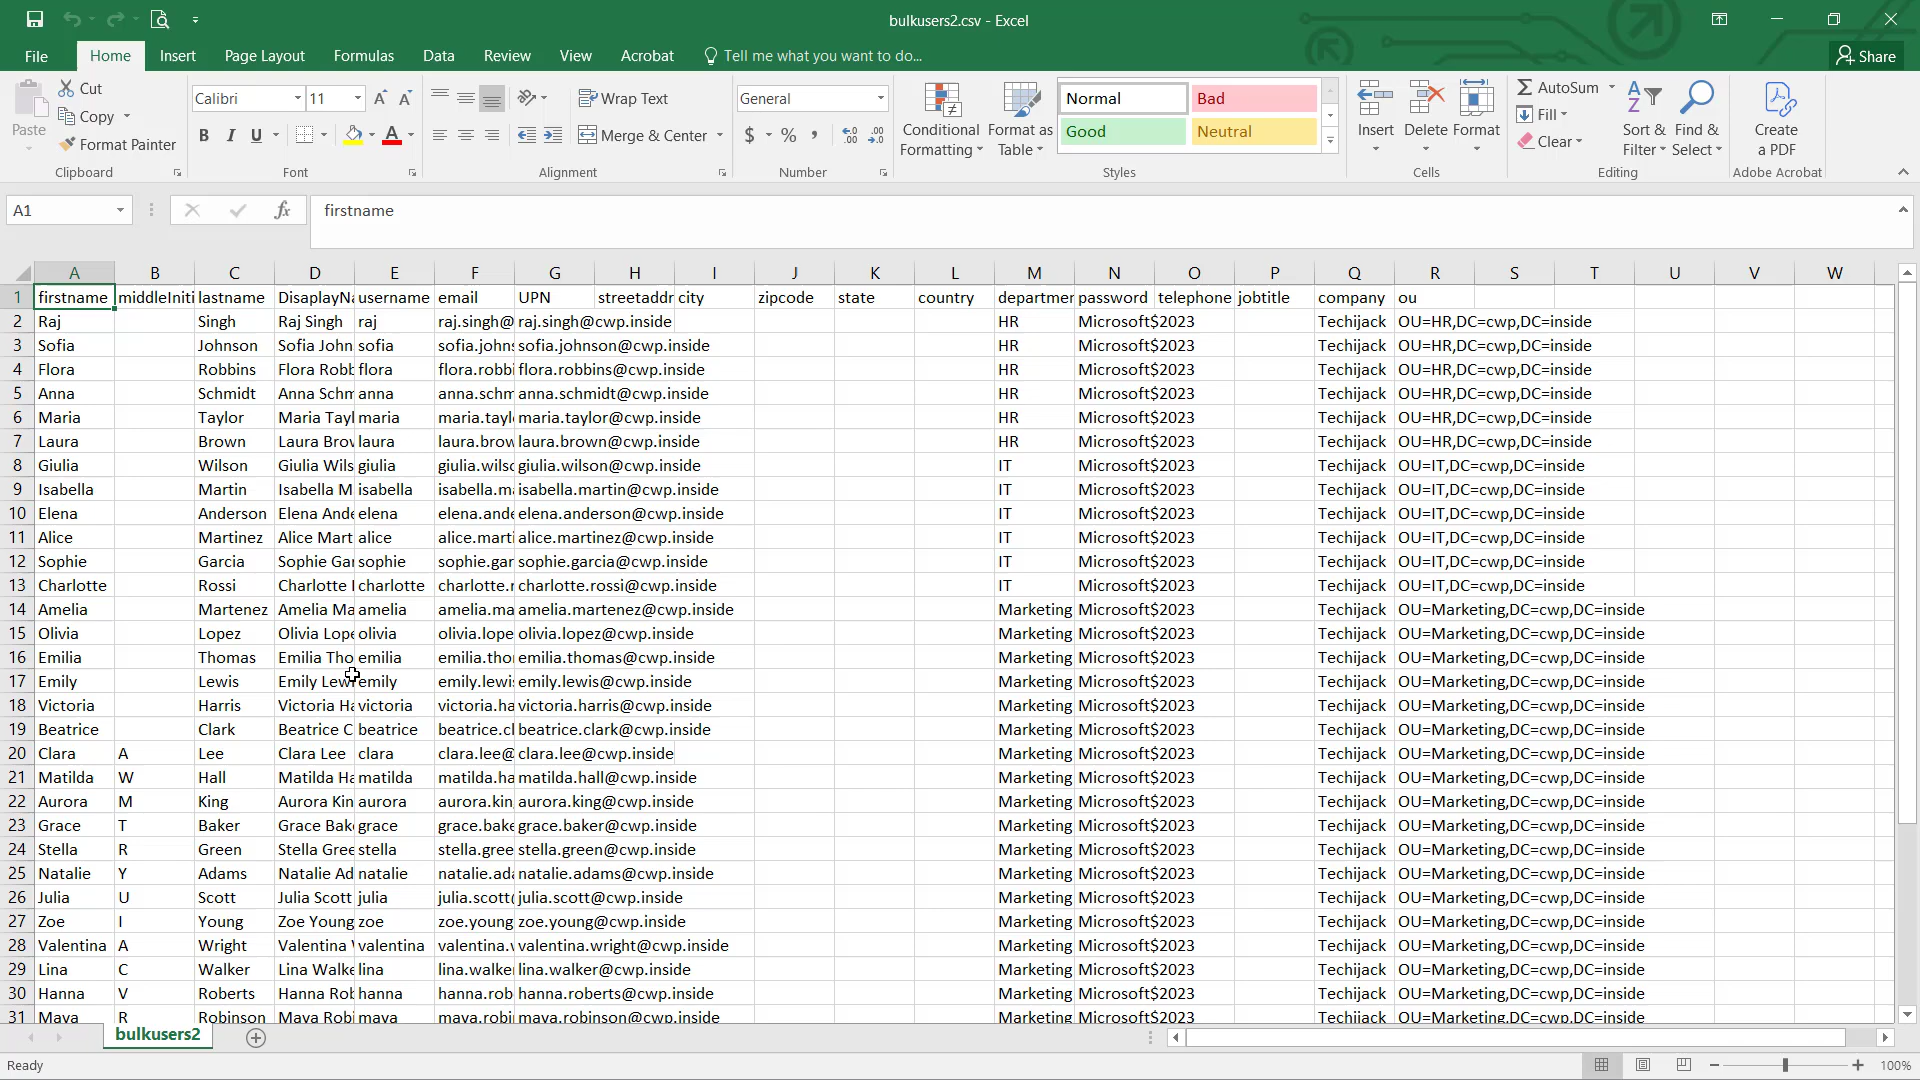 bulkusers2.csv - Excel
File Home Insert Page Layout Formulas Data Review View Acrobat Tell me what you want to do... Share
Paste Cut Copy Format Painter Clipboard
Calibri 11 B I U Font
Wrap Text Merge & Center Alignment
General $ % Number
Conditional Formatting Format as Table Normal Bad Good Neutral Styles
Insert Delete Format Cells
AutoSum Fill Clear Sort & Filter Find & Select Editing
Create a PDF Adobe Acrobat
A1 fx firstname
A B C D E F G H I J K L M N O P Q R S T U V W
1 firstname middleIniti lastname DisaplayNa username email UPN streetaddr city zipcode state country departmen password telephone jobtitle company ou
2 Raj Singh Raj Singh raj raj.singh@ raj.singh@cwp.inside HR Microsoft$2023 Techijack OU=HR,DC=cwp,DC=inside
3 Sofia Johnson Sofia John sofia sofia.johns sofia.johnson@cwp.inside HR Microsoft$2023 Techijack OU=HR,DC=cwp,DC=inside
4 Flora Robbins Flora Robb flora flora.robbi flora.robbins@cwp.inside HR Microsoft$2023 Techijack OU=HR,DC=cwp,DC=inside
5 Anna Schmidt Anna Schm anna anna.schm anna.schmidt@cwp.inside HR Microsoft$2023 Techijack OU=HR,DC=cwp,DC=inside
6 Maria Taylor Maria Tayl maria maria.tayl maria.taylor@cwp.inside HR Microsoft$2023 Techijack OU=HR,DC=cwp,DC=inside
7 Laura Brown Laura Brow laura laura.brow laura.brown@cwp.inside HR Microsoft$2023 Techijack OU=HR,DC=cwp,DC=inside
8 Giulia Wilson Giulia Wils giulia giulia.wilso giulia.wilson@cwp.inside IT Microsoft$2023 Techijack OU=IT,DC=cwp,DC=inside
9 Isabella Martin Isabella M isabella isabella.ma isabella.martin@cwp.inside IT Microsoft$2023 Techijack OU=IT,DC=cwp,DC=inside
10 Elena Anderson Elena Ande elena elena.ande elena.anderson@cwp.inside IT Microsoft$2023 Techijack OU=IT,DC=cwp,DC=inside
11 Alice Martinez Alice Mart alice alice.marti alice.martinez@cwp.inside IT Microsoft$2023 Techijack OU=IT,DC=cwp,DC=inside
12 Sophie Garcia Sophie Gar sophie sophie.gar sophie.garcia@cwp.inside IT Microsoft$2023 Techijack OU=IT,DC=cwp,DC=inside
13 Charlotte Rossi Charlotte charlotte charlotte.r charlotte.rossi@cwp.inside IT Microsoft$2023 Techijack OU=IT,DC=cwp,DC=inside
14 Amelia Martenez Amelia Ma amelia amelia.ma amelia.martenez@cwp.inside Marketing Microsoft$2023 Techijack OU=Marketing,DC=cwp,DC=inside
15 Olivia Lopez Olivia Lope olivia olivia.lope olivia.lopez@cwp.inside Marketing Microsoft$2023 Techijack OU=Marketing,DC=cwp,DC=inside
16 Emilia Thomas Emilia Tho emilia emilia.tho emilia.thomas@cwp.inside Marketing Microsoft$2023 Techijack OU=Marketing,DC=cwp,DC=inside
17 Emily Lewis Emily Lew emily emily.lewi emily.lewis@cwp.inside Marketing Microsoft$2023 Techijack OU=Marketing,DC=cwp,DC=inside
18 Victoria Harris Victoria Ha victoria victoria.ha victoria.harris@cwp.inside Marketing Microsoft$2023 Techijack OU=Marketing,DC=cwp,DC=inside
19 Beatrice Clark Beatrice C beatrice beatrice.cl beatrice.clark@cwp.inside Marketing Microsoft$2023 Techijack OU=Marketing,DC=cwp,DC=inside
20 Clara A Lee Clara Lee clara clara.lee@ clara.lee@cwp.inside Marketing Microsoft$2023 Techijack OU=Marketing,DC=cwp,DC=inside
21 Matilda W Hall Matilda Ha matilda matilda.ha matilda.hall@cwp.inside Marketing Microsoft$2023 Techijack OU=Marketing,DC=cwp,DC=inside
22 Aurora M King Aurora Kin aurora aurora.kin aurora.king@cwp.inside Marketing Microsoft$2023 Techijack OU=Marketing,DC=cwp,DC=inside
23 Grace T Baker Grace Bake grace grace.bake grace.baker@cwp.inside Marketing Microsoft$2023 Techijack OU=Marketing,DC=cwp,DC=inside
24 Stella R Green Stella Gree stella stella.gree stella.green@cwp.inside Marketing Microsoft$2023 Techijack OU=Marketing,DC=cwp,DC=inside
25 Natalie Y Adams Natalie Ad natalie natalie.ada natalie.adams@cwp.inside Marketing Microsoft$2023 Techijack OU=Marketing,DC=cwp,DC=inside
26 Julia U Scott Julia Scott julia julia.scott julia.scott@cwp.inside Marketing Microsoft$2023 Techijack OU=Marketing,DC=cwp,DC=inside
27 Zoe I Young Zoe Young zoe zoe.young zoe.young@cwp.inside Marketing Microsoft$2023 Techijack OU=Marketing,DC=cwp,DC=inside
28 Valentina A Wright Valentina valentina valentina. valentina.wright@cwp.inside Marketing Microsoft$2023 Techijack OU=Marketing,DC=cwp,DC=inside
29 Lina C Walker Lina Walke lina lina.walke lina.walker@cwp.inside Marketing Microsoft$2023 Techijack OU=Marketing,DC=cwp,DC=inside
30 Hanna V Roberts Hanna Rob hanna hanna.rob hanna.roberts@cwp.inside Marketing Microsoft$2023 Techijack OU=Marketing,DC=cwp,DC=inside
31 Maya R Robinson Maya Robi maya maya.robi maya.robinson@cwp.inside Marketing Microsoft$2023 Techijack OU=Marketing,DC=cwp,DC=inside
bulkusers2
Ready 100%